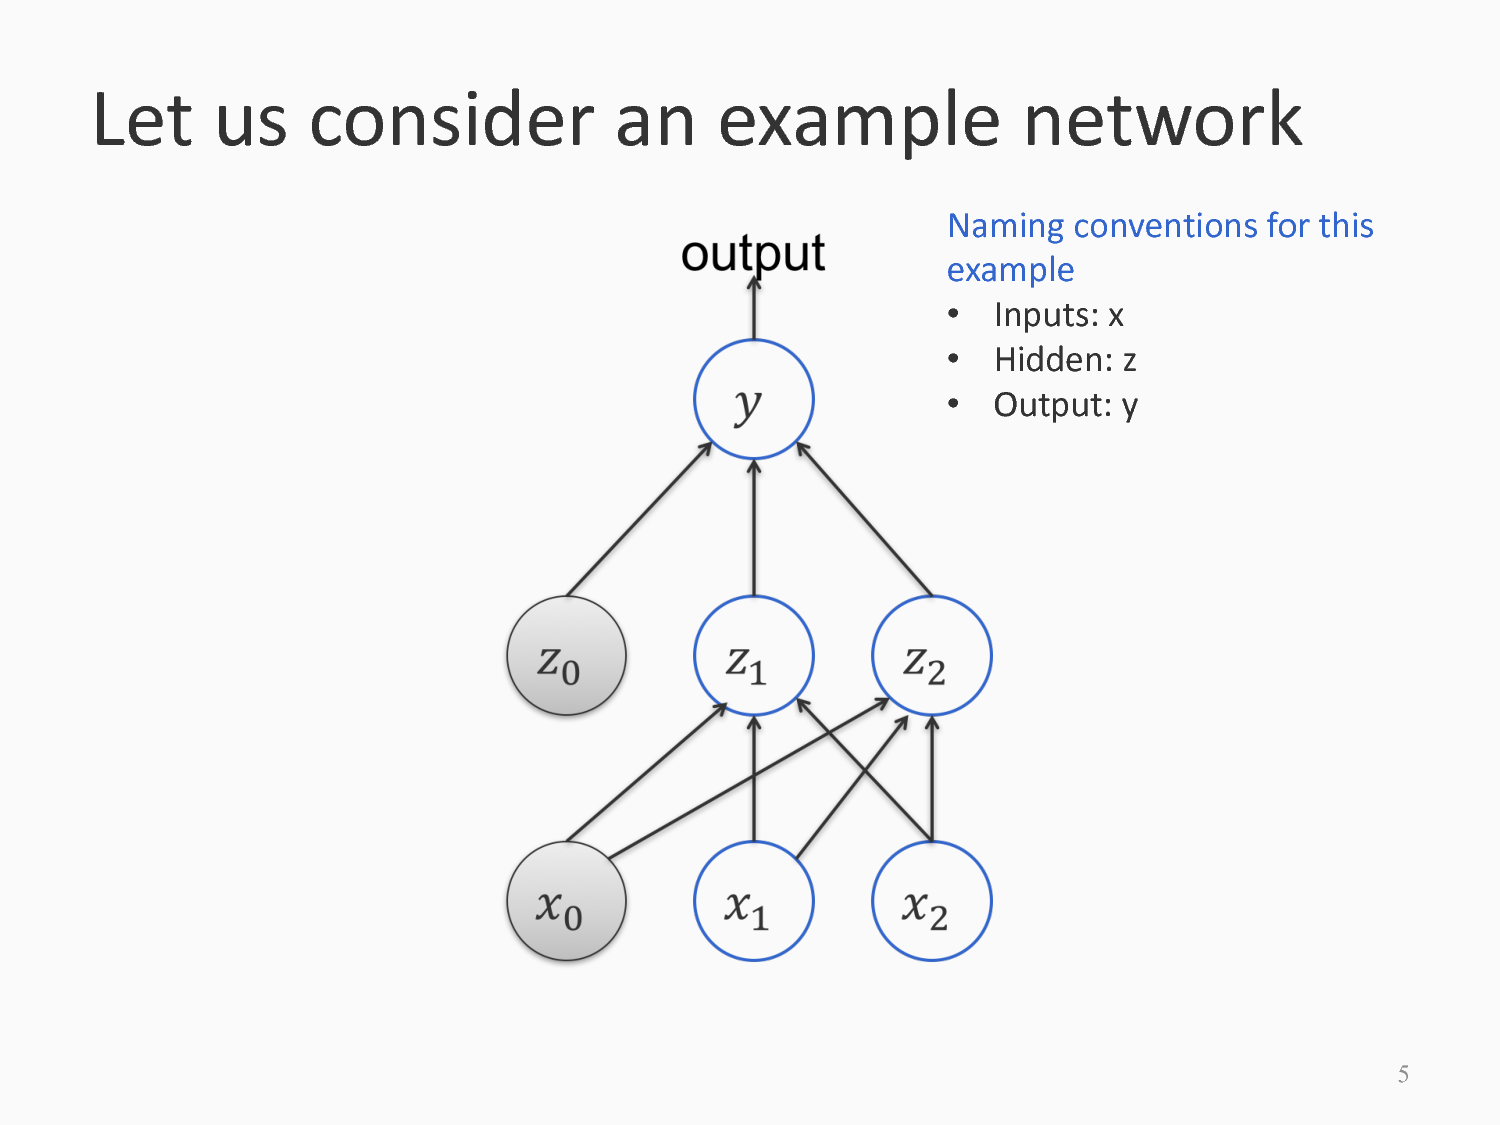 Let us consider an example network
Naming conventions for this
example
• Inputs: x
• Hidden: z
• Output: y
output
y
z₀ z₁ z₂
x₀ x₁ x₂
5